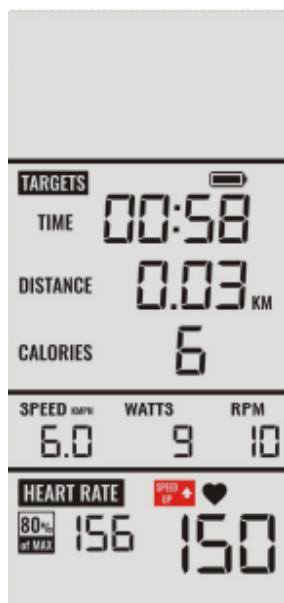 TARGETS
TIME 00:58
DISTANCE 0.03 KM
CALORIES 6
SPEED KMPH WATTS RPM
6.0 9 10
HEART RATE SPEED UP
80% of MAX 156 150